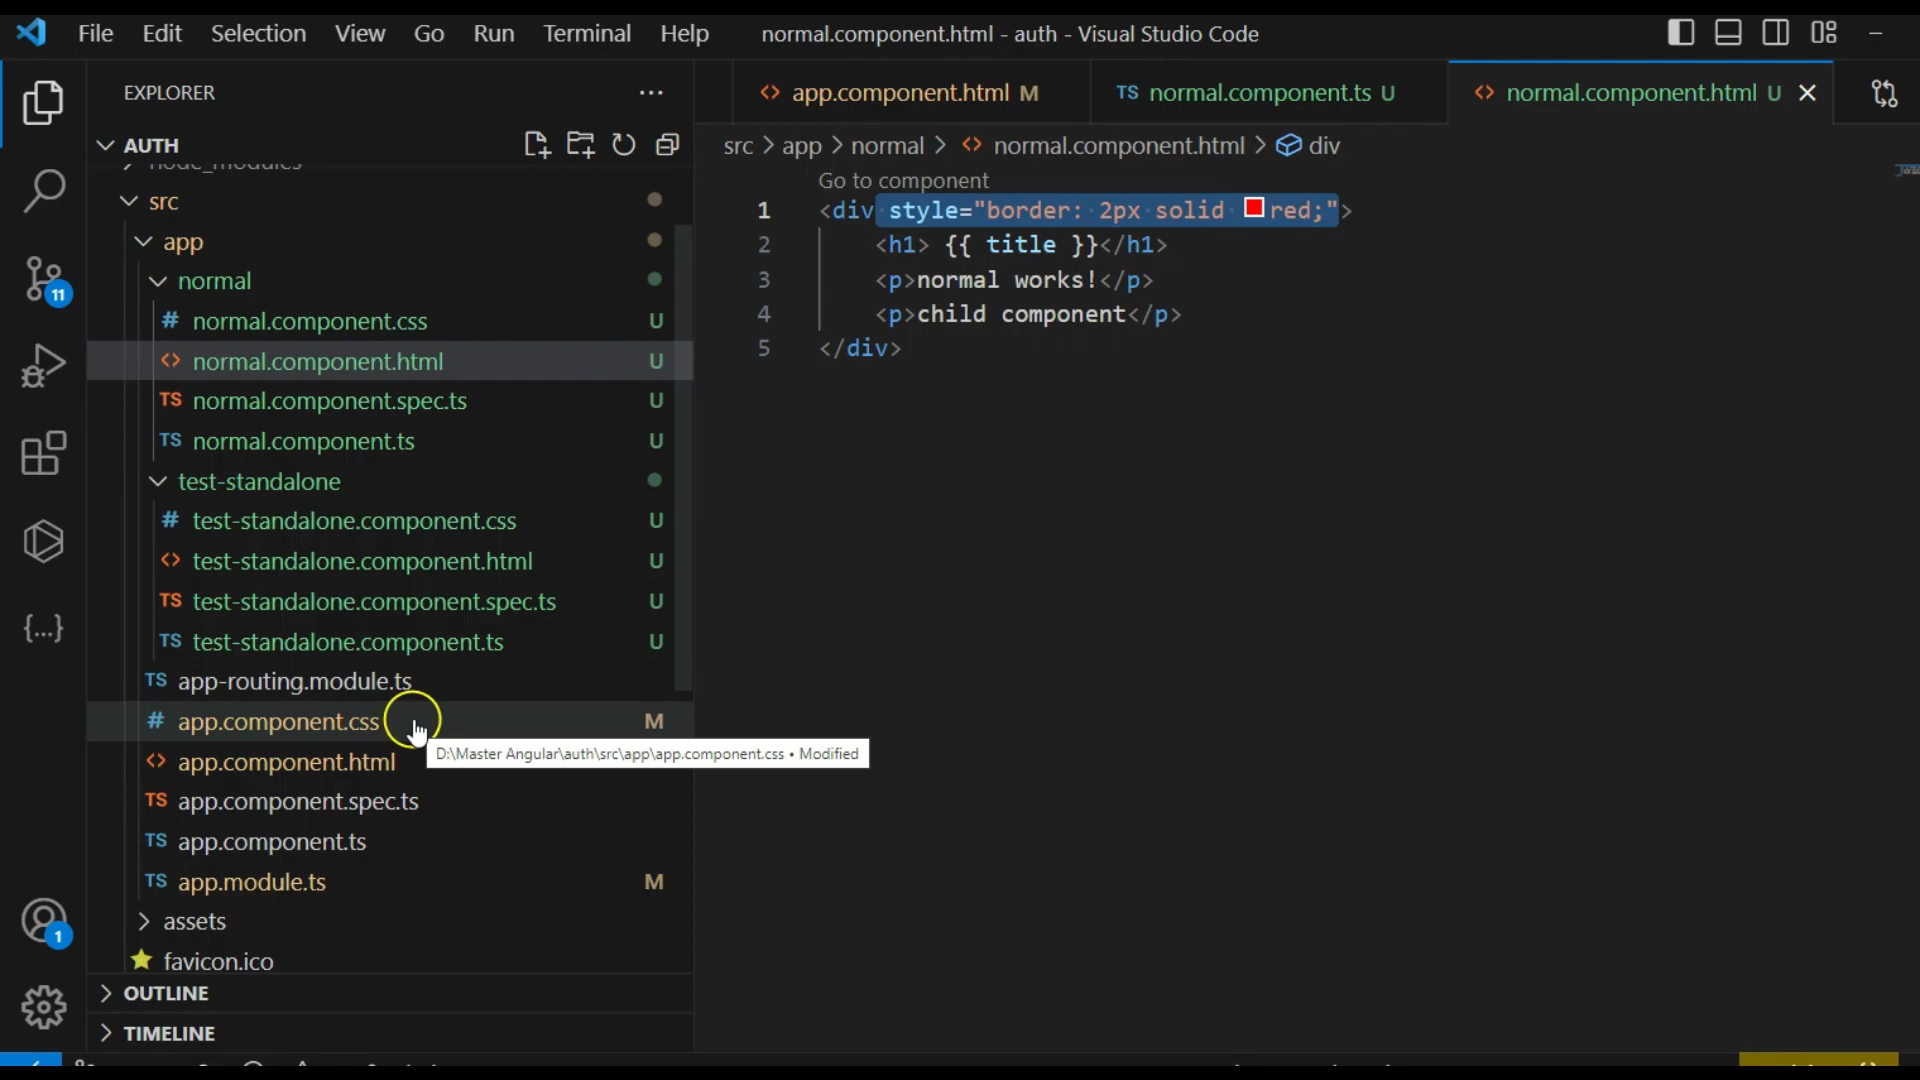 File Edit Selection View Go Run Terminal Help normal.component.html - auth - Visual Studio Code
EXPLORER
app.component.html M
TS normal.component.ts U
normal.component.html U
AUTH
src > app > normal > normal.component.html > div
node_modules
Go to component
src
1 <div style="border: 2px solid red;">
app
2 <h1> {{ title }}</h1>
normal
3 <p>normal works!</p>
# normal.component.css U
4 <p>child component</p>
5 </div>
normal.component.html U
TS normal.component.spec.ts U
TS normal.component.ts U
test-standalone
# test-standalone.component.css U
test-standalone.component.html U
TS test-standalone.component.spec.ts U
TS test-standalone.component.ts U
TS app-routing.module.ts
# app.component.css M
D:\Master Angular\auth\src\app\app.component.css • Modified
app.component.html
TS app.component.spec.ts
TS app.component.ts
TS app.module.ts M
assets
favicon.ico
OUTLINE
TIMELINE
11
1